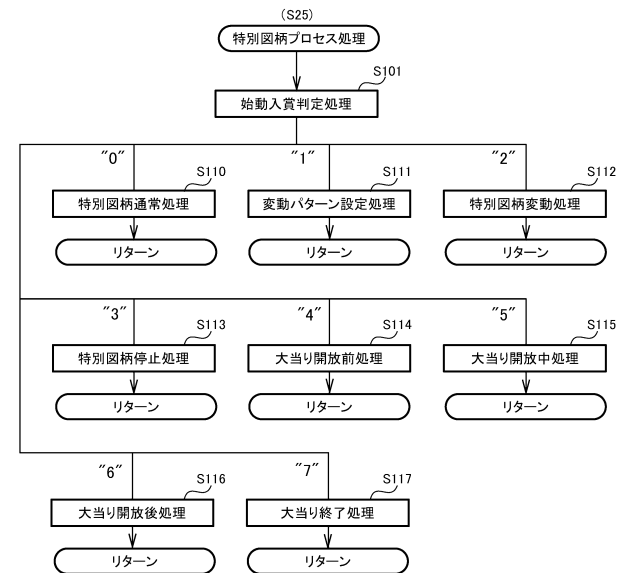 (S25)
特別図柄プロセス処理
S101
始動入賞判定処理
"0" "1" "2"
S110 S111 S112
特別図柄通常処理 変動パターン設定処理 特別図柄変動処理
リターン リターン リターン
"3" "4" "5"
S113 S114 S115
特別図柄停止処理 大当り開放前処理 大当り開放中処理
リターン リターン リターン
"6" "7"
S116 S117
大当り開放後処理 大当り終了処理
リターン リターン